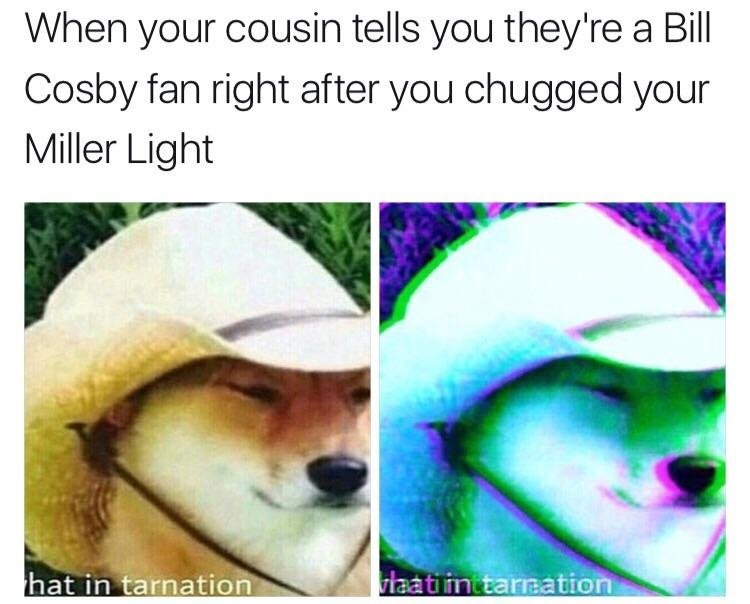 When your cousin tells you they're a Bill
Cosby fan right after you chugged your
Miller Light
hat in tarnation
hat in tarnation